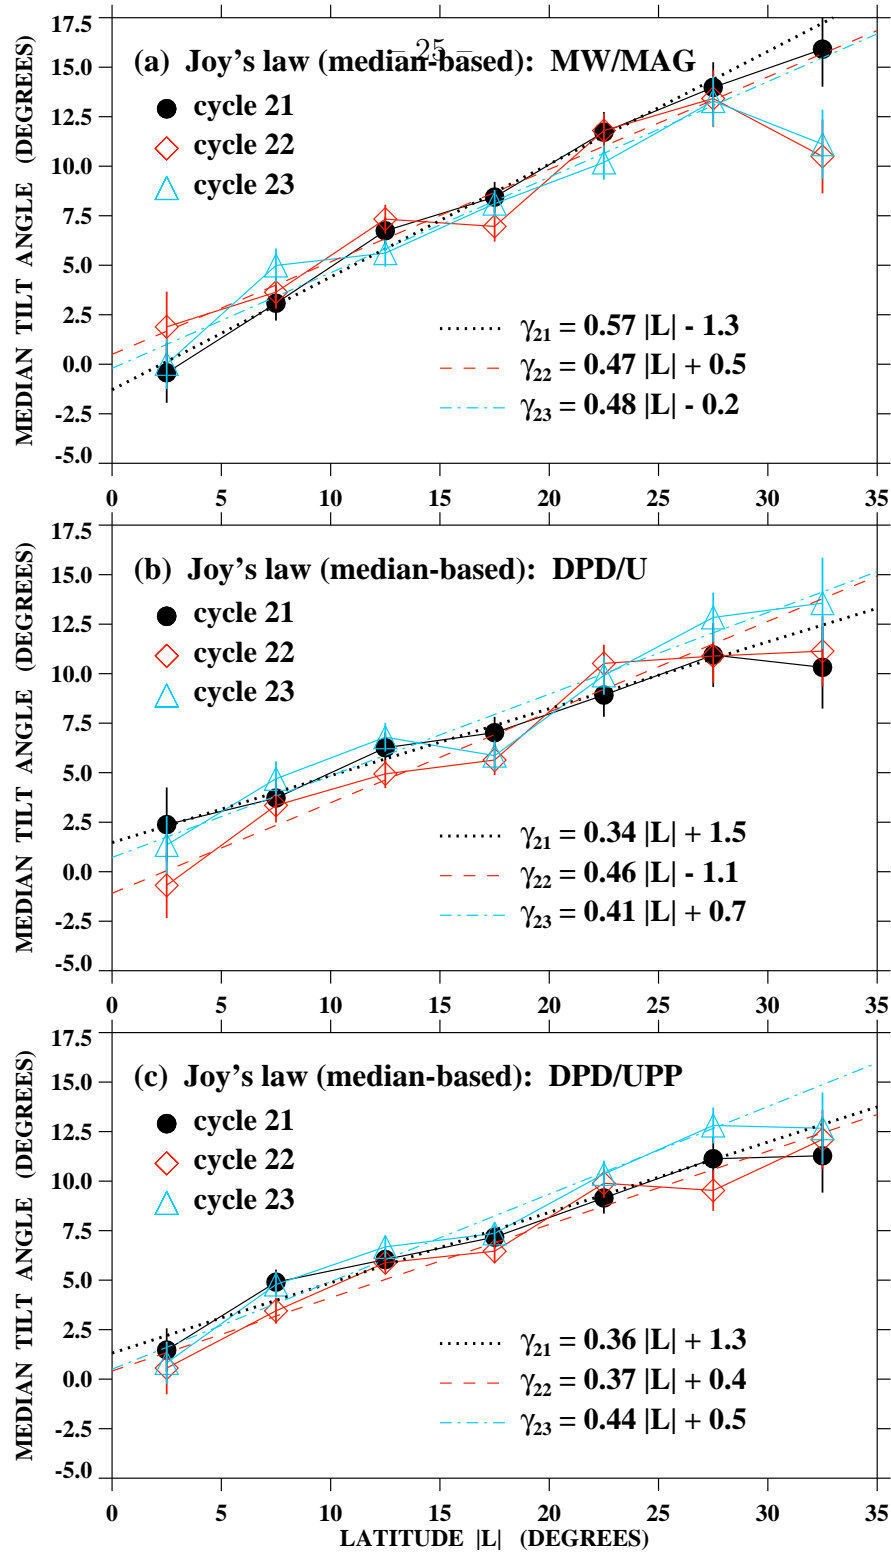 – 25 –
17.5
(a) Joy's law (median-based): MW/MAG
15.0
cycle 21
12.5
cycle 22
10.0
cycle 23
7.5
5.0
2.5
γ21 = 0.57 |L| - 1.3
0.0
γ22 = 0.47 |L| + 0.5
-2.5
γ23 = 0.48 |L| - 0.2
-5.0
MEDIAN TILT ANGLE (DEGREES)
0 5 10 15 20 25 30 35
17.5
(b) Joy's law (median-based): DPD/U
15.0
cycle 21
12.5
cycle 22
10.0
cycle 23
7.5
5.0
2.5
γ21 = 0.34 |L| + 1.5
0.0
γ22 = 0.46 |L| - 1.1
-2.5
γ23 = 0.41 |L| + 0.7
-5.0
MEDIAN TILT ANGLE (DEGREES)
0 5 10 15 20 25 30 35
17.5
(c) Joy's law (median-based): DPD/UPP
15.0
cycle 21
12.5
cycle 22
10.0
cycle 23
7.5
5.0
2.5
γ21 = 0.36 |L| + 1.3
0.0
γ22 = 0.37 |L| + 0.4
-2.5
γ23 = 0.44 |L| + 0.5
-5.0
MEDIAN TILT ANGLE (DEGREES)
0 5 10 15 20 25 30 35
LATITUDE |L| (DEGREES)